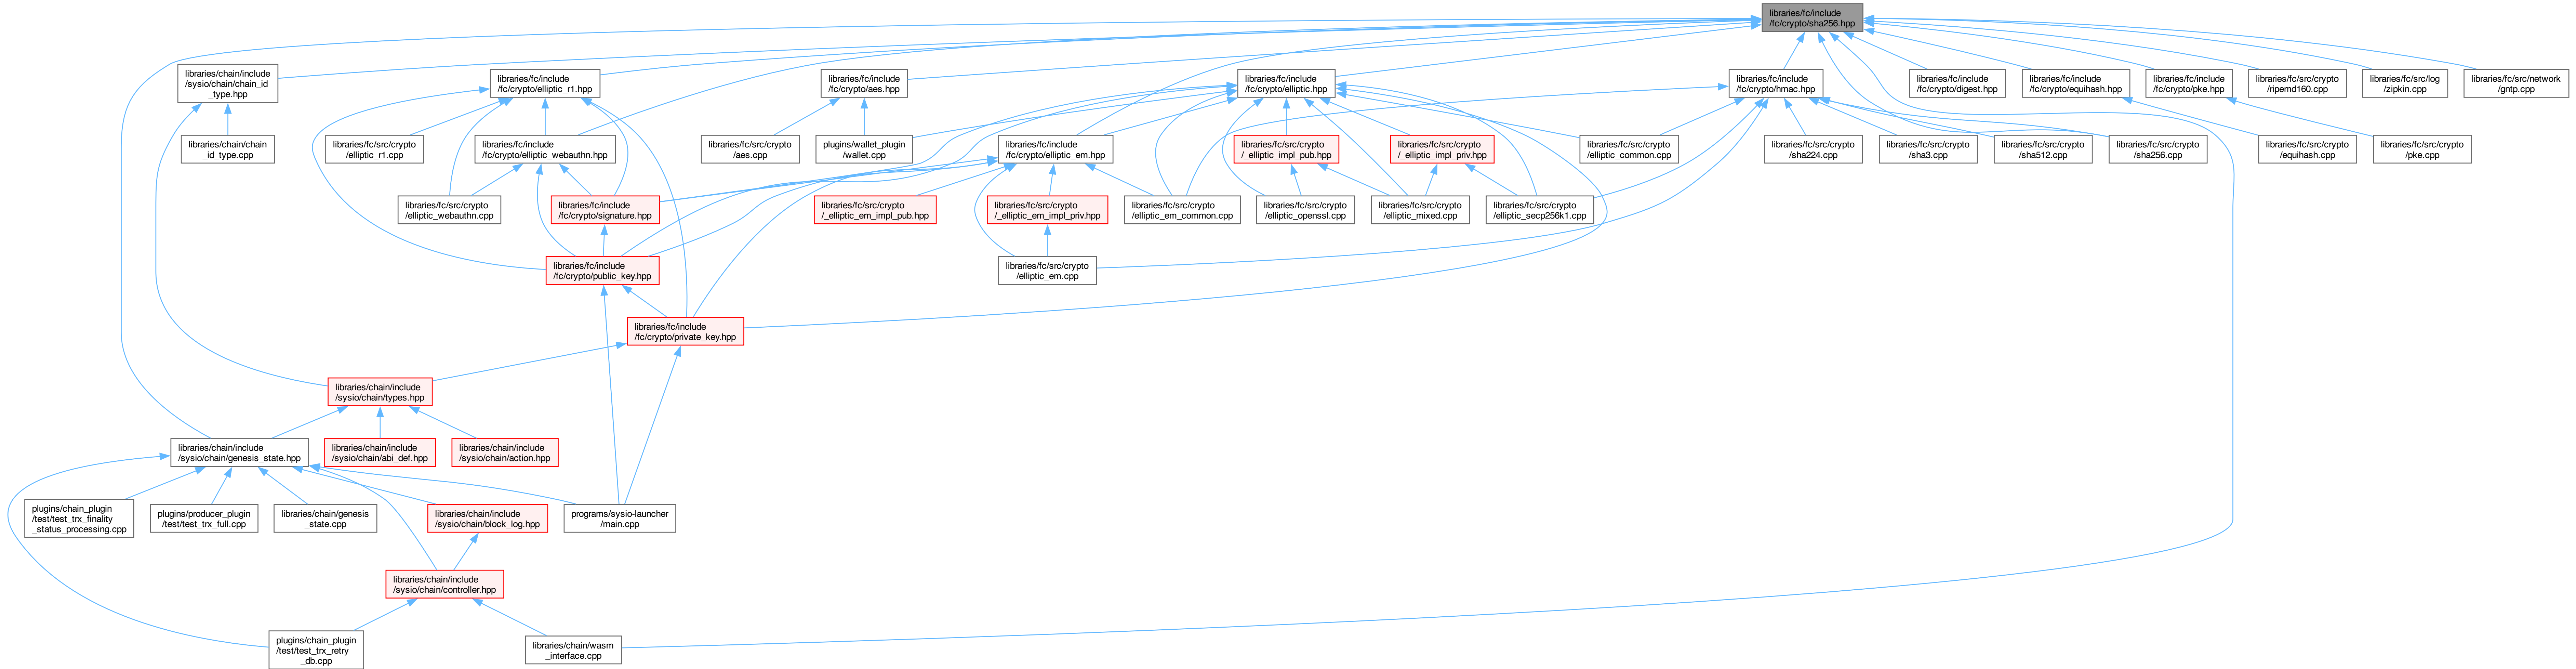 libraries/fc/include
/fc/crypto/sha256.hpp
libraries/chain/include
/sysio/chain/chain_id
_type.hpp
libraries/fc/include
/fc/crypto/elliptic_r1.hpp
libraries/fc/include
/fc/crypto/aes.hpp
libraries/fc/include
/fc/crypto/elliptic.hpp
libraries/fc/include
/fc/crypto/hmac.hpp
libraries/fc/include
/fc/crypto/digest.hpp
libraries/fc/include
/fc/crypto/equihash.hpp
libraries/fc/include
/fc/crypto/pke.hpp
libraries/fc/src/crypto
/ripemd160.cpp
libraries/fc/src/log
/zipkin.cpp
libraries/fc/src/network
/gntp.cpp
libraries/chain/chain
_id_type.cpp
libraries/fc/src/crypto
/elliptic_r1.cpp
libraries/fc/include
/fc/crypto/elliptic_webauthn.hpp
libraries/fc/src/crypto
/aes.cpp
plugins/wallet_plugin
/wallet.cpp
libraries/fc/include
/fc/crypto/elliptic_em.hpp
libraries/fc/src/crypto
/_elliptic_impl_pub.hpp
libraries/fc/src/crypto
/_elliptic_impl_priv.hpp
libraries/fc/src/crypto
/elliptic_common.cpp
libraries/fc/src/crypto
/sha224.cpp
libraries/fc/src/crypto
/sha3.cpp
libraries/fc/src/crypto
/sha512.cpp
libraries/fc/src/crypto
/sha256.cpp
libraries/fc/src/crypto
/equihash.cpp
libraries/fc/src/crypto
/pke.cpp
libraries/fc/src/crypto
/elliptic_webauthn.cpp
libraries/fc/include
/fc/crypto/signature.hpp
libraries/fc/src/crypto
/_elliptic_em_impl_pub.hpp
libraries/fc/src/crypto
/_elliptic_em_impl_priv.hpp
libraries/fc/src/crypto
/elliptic_em_common.cpp
libraries/fc/src/crypto
/elliptic_openssl.cpp
libraries/fc/src/crypto
/elliptic_mixed.cpp
libraries/fc/src/crypto
/elliptic_secp256k1.cpp
libraries/fc/include
/fc/crypto/public_key.hpp
libraries/fc/src/crypto
/elliptic_em.cpp
libraries/fc/include
/fc/crypto/private_key.hpp
libraries/chain/include
/sysio/chain/types.hpp
libraries/chain/include
/sysio/chain/genesis_state.hpp
libraries/chain/include
/sysio/chain/abi_def.hpp
libraries/chain/include
/sysio/chain/action.hpp
plugins/chain_plugin
/test/test_trx_finality
_status_processing.cpp
plugins/producer_plugin
/test/test_trx_full.cpp
libraries/chain/genesis
_state.cpp
libraries/chain/include
/sysio/chain/block_log.hpp
programs/sysio-launcher
/main.cpp
libraries/chain/include
/sysio/chain/controller.hpp
plugins/chain_plugin
/test/test_trx_retry
_db.cpp
libraries/chain/wasm
_interface.cpp